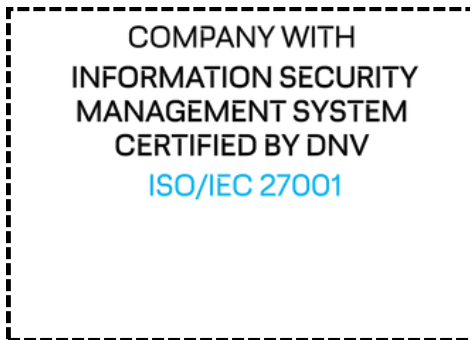 COMPANY WITH
INFORMATION SECURITY
MANAGEMENT SYSTEM
CERTIFIED BY DNV
ISO/IEC 27001